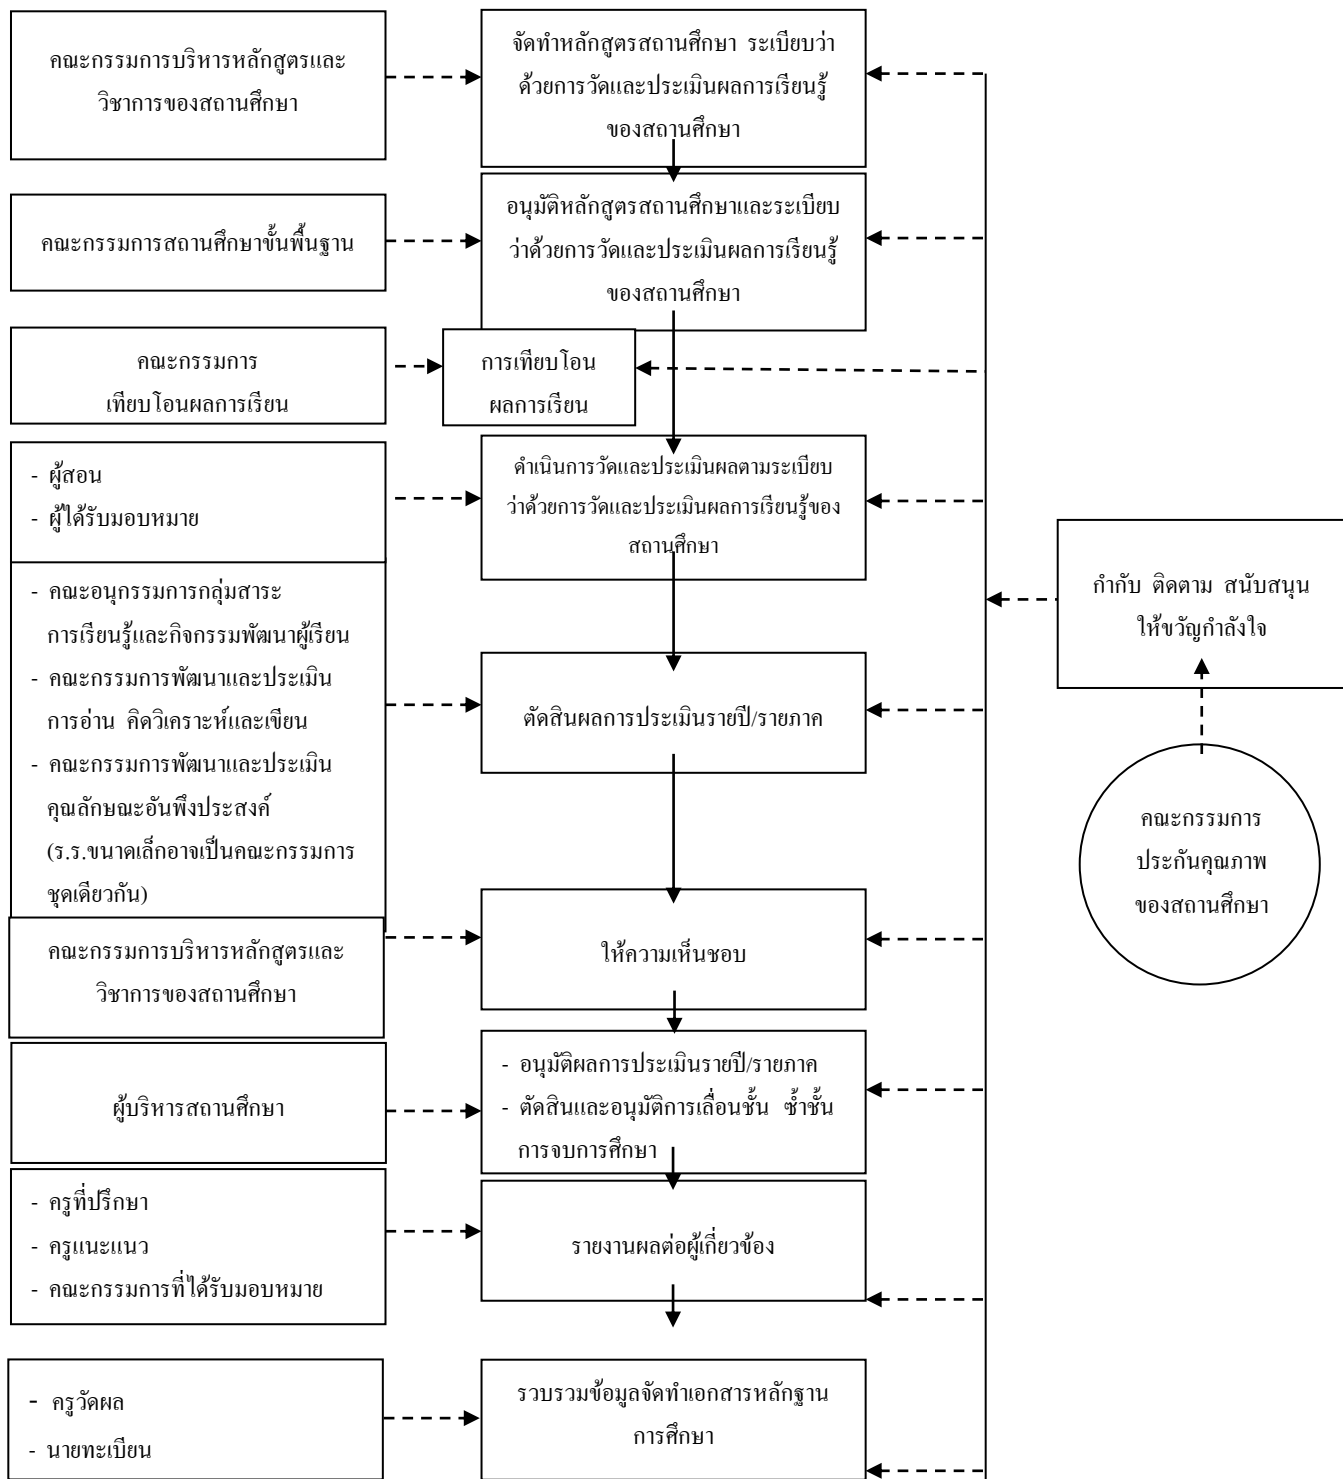 คณะกรรมการบริหารหลักสูตรและ
วิชาการของสถานศึกษา
จัดทำหลักสูตรสถานศึกษา ระเบียบว่า
ด้วยการวัดและประเมินผลการเรียนรู้
ของสถานศึกษา
คณะกรรมการสถานศึกษาขั้นพื้นฐาน
อนุมัติหลักสูตรสถานศึกษาและระเบียบ
ว่าด้วยการวัดและประเมินผลการเรียนรู้
ของสถานศึกษา
คณะกรรมการ
เทียบโอนผลการเรียน
การเทียบโอน
ผลการเรียน
- ผู้สอน
- ผู้ได้รับมอบหมาย
ดำเนินการวัดและประเมินผลตามระเบียบ
ว่าด้วยการวัดและประเมินผลการเรียนรู้ของ
สถานศึกษา
- คณะอนุกรรมการกลุ่มสาระ
การเรียนรู้และกิจกรรมพัฒนาผู้เรียน
- คณะกรรมการพัฒนาและประเมิน
การอ่าน คิดวิเคราะห์และเขียน
- คณะกรรมการพัฒนาและประเมิน
คุณลักษณะอันพึงประสงค์
(ร.ร.ขนาดเล็กอาจเป็นคณะกรรมการ
ชุดเดียวกัน)
ตัดสินผลการประเมินรายปี/รายภาค
กำกับ ติดตาม สนับสนุน
ให้ขวัญกำลังใจ
คณะกรรมการ
ประกันคุณภาพ
ของสถานศึกษา
คณะกรรมการบริหารหลักสูตรและ
วิชาการของสถานศึกษา
ให้ความเห็นชอบ
ผู้บริหารสถานศึกษา
- อนุมัติผลการประเมินรายปี/รายภาค
- ตัดสินและอนุมัติการเลื่อนชั้น ซ้ำชั้น
การจบการศึกษา
- ครูที่ปรึกษา
- ครูแนะแนว
- คณะกรรมการที่ได้รับมอบหมาย
รายงานผลต่อผู้เกี่ยวข้อง
- ครูวัดผล
- นายทะเบียน
รวบรวมข้อมูลจัดทำเอกสารหลักฐาน
การศึกษา